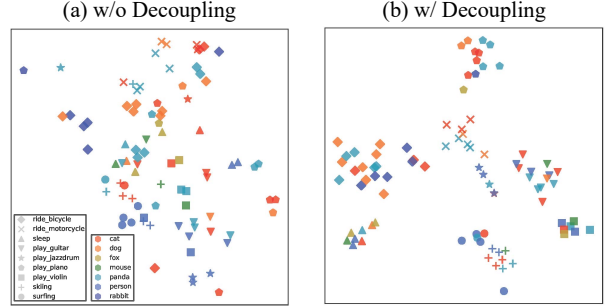 (a) w/o Decoupling
(b) w/ Decoupling
ride_bicycle
ride_motorcycle
sleep
play_guitar
play_jazzdrum
play_piano
play_violin
skiing
surfing
cat
dog
fox
mouse
panda
person
rabbit